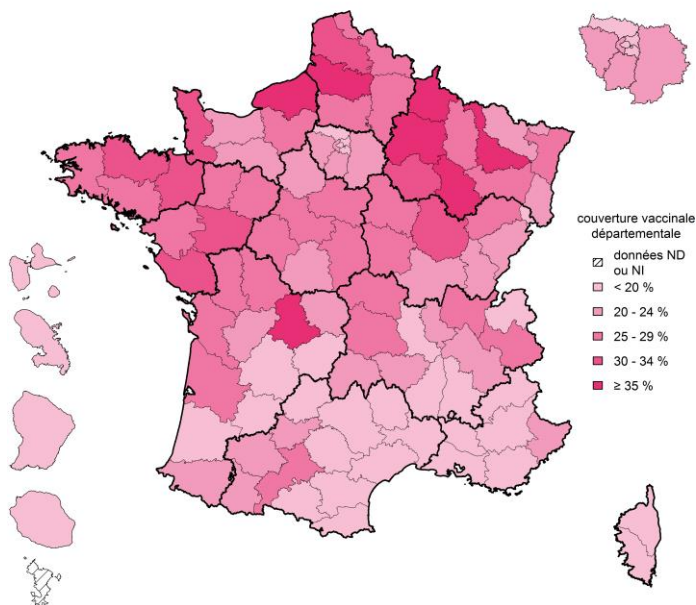 couverture vaccinale
départementale
données ND
ou NI
< 20 %
20 - 24 %
25 - 29 %
30 - 34 %
≥ 35 %